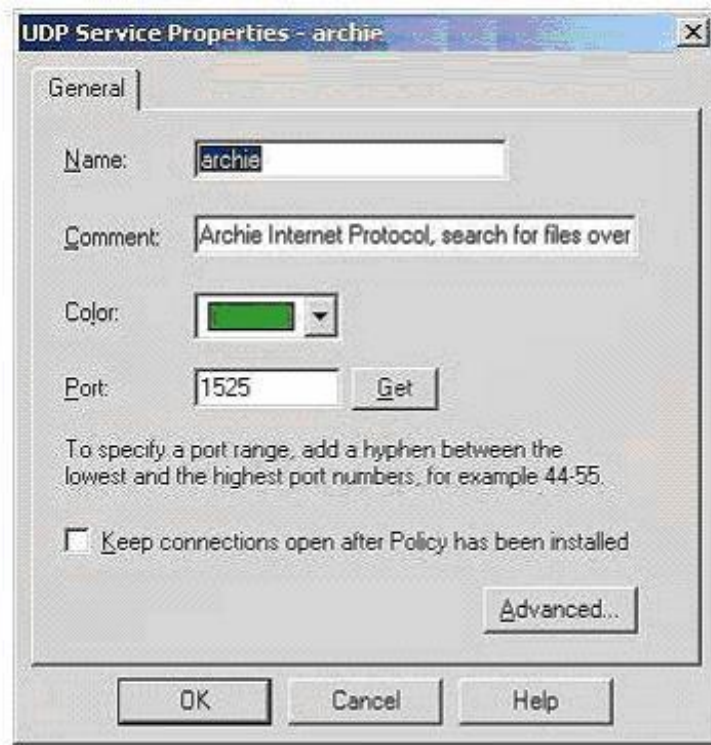 UDP Service Properties - archie
General
Name: archie
Comment: Archie Internet Protocol, search for files over
Color:
Port: 1525 Get
To specify a port range, add a hyphen between the
lowest and the highest port numbers, for example 44-55.
Keep connections open after Policy has been installed
Advanced...
OK Cancel Help